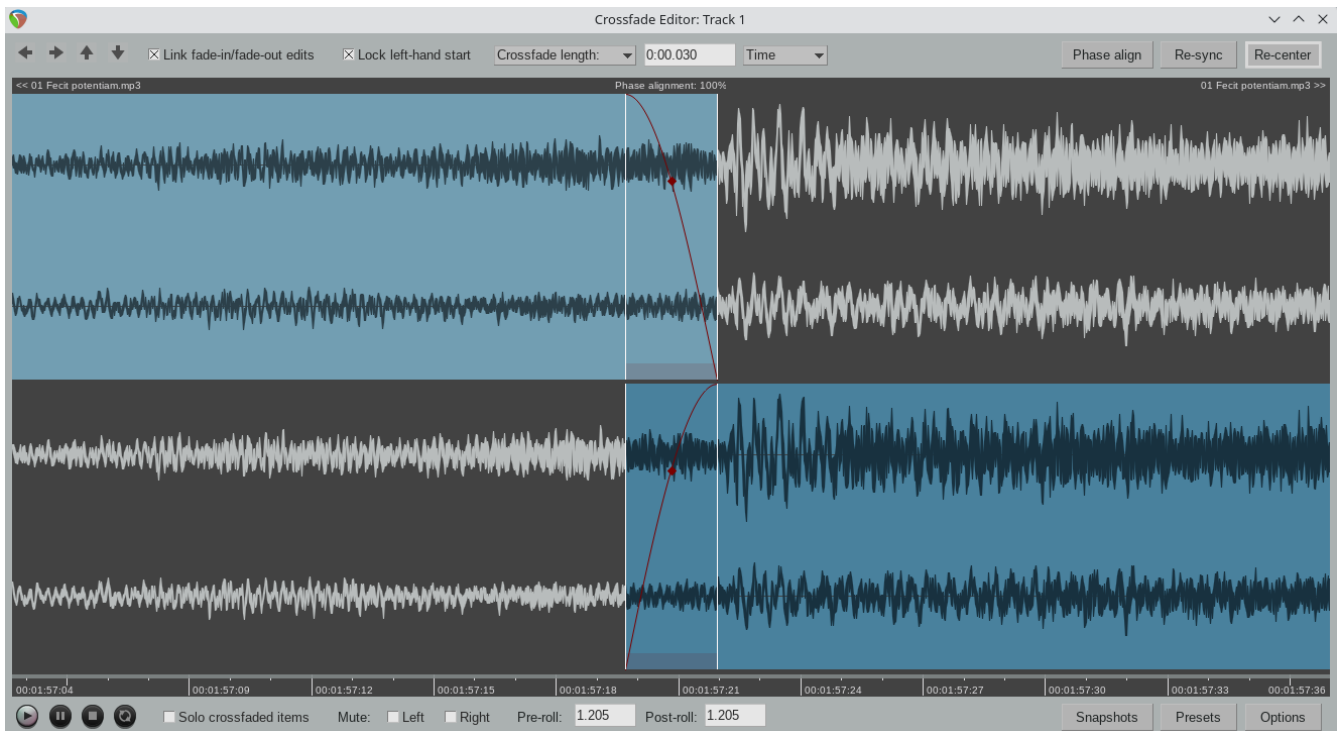 Crossfade Editor: Track 1
Link fade-in/fade-out edits Lock left-hand start Crossfade length: 0:00.030 Time Phase align Re-sync Re-center
<< 01 Fecit potentiam.mp3 Phase alignment: 100% 01 Fecit potentiam.mp3 >>
00:01:57:04 00:01:57:09 00:01:57:12 00:01:57:15 00:01:57:18 00:01:57:21 00:01:57:24 00:01:57:27 00:01:57:30 00:01:57:33 00:01:57:36
Solo crossfaded items Mute: Left Right Pre-roll: 1.205 Post-roll: 1.205 Snapshots Presets Options